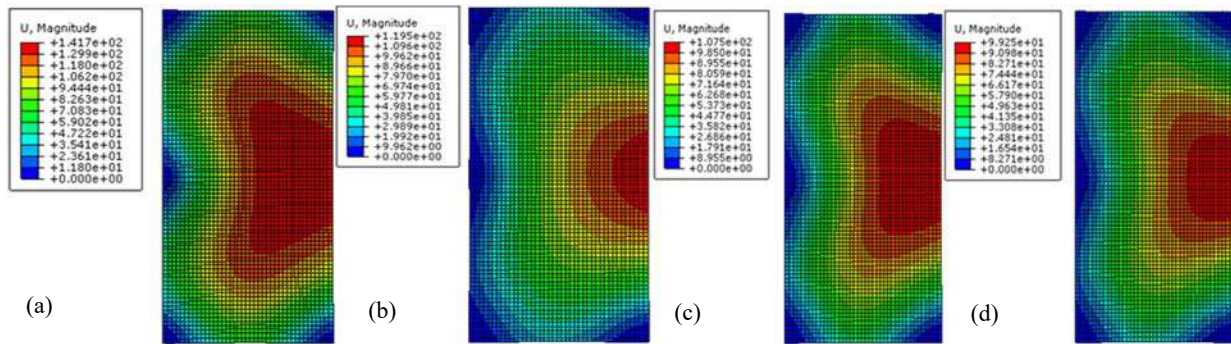 U, Magnitude
+1.417e+02
+1.299e+02
+1.180e+02
+1.062e+02
+9.444e+01
+8.263e+01
+7.083e+01
+5.902e+01
+4.722e+01
+3.541e+01
+2.361e+01
+1.180e+01
+0.000e+00
(a)
U, Magnitude
+1.195e+02
+1.096e+02
+9.962e+01
+8.966e+01
+7.970e+01
+6.974e+01
+5.977e+01
+4.981e+01
+3.985e+01
+2.989e+01
+1.992e+01
+9.962e+00
+0.000e+00
(b)
U, Magnitude
+1.075e+02
+9.850e+01
+8.955e+01
+8.059e+01
+7.164e+01
+6.268e+01
+5.373e+01
+4.477e+01
+3.582e+01
+2.686e+01
+1.791e+01
+8.955e+00
+0.000e+00
(c)
U, Magnitude
+9.925e+01
+9.098e+01
+8.271e+01
+7.444e+01
+6.617e+01
+5.790e+01
+4.963e+01
+4.135e+01
+3.308e+01
+2.481e+01
+1.654e+01
+8.271e+00
+0.000e+00
(d)